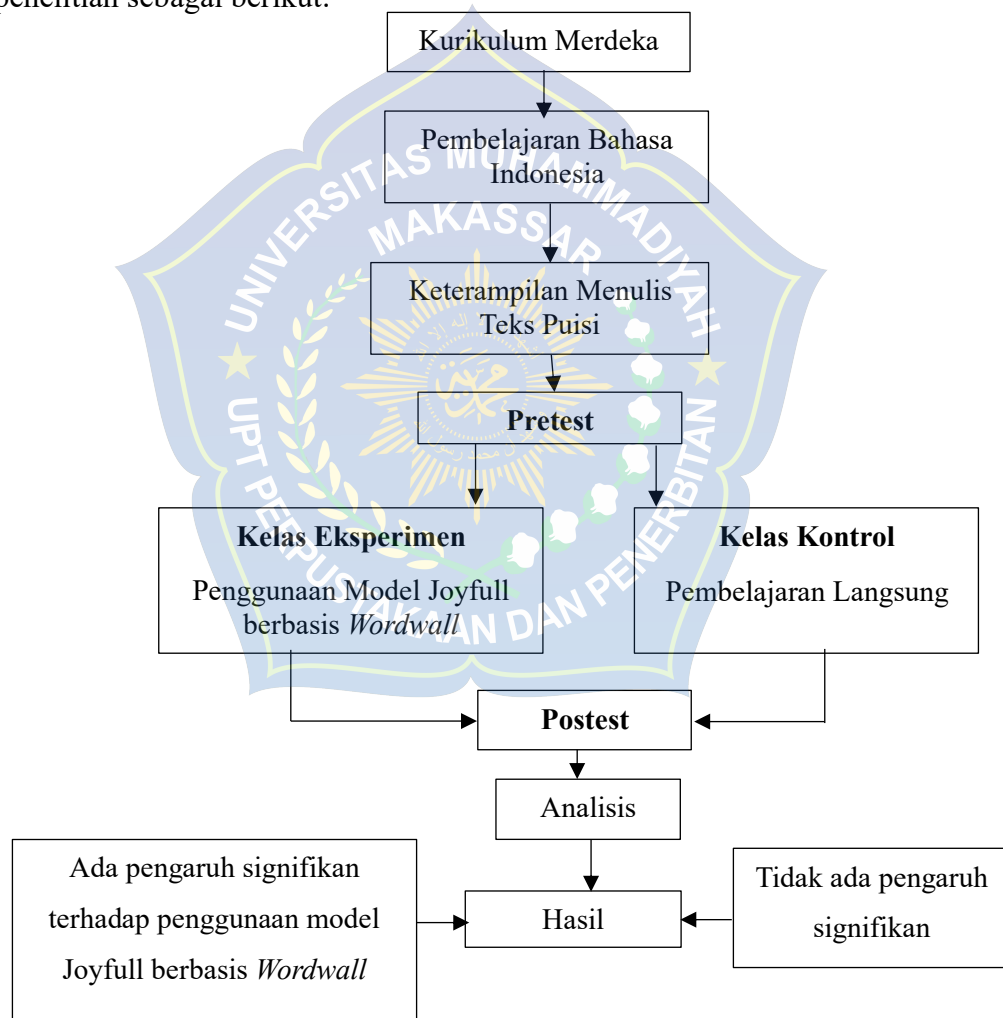 penelitian sebagai berikut.
Kurikulum Merdeka
Pembelajaran Bahasa
Indonesia
UNIVERSITAS MUHAMMADIYAH
MAKASSAR
Keterampilan Menulis
Teks Puisi
Pretest
UPT PERPUSTAKAAN DAN PENERBITAN
Kelas Eksperimen
Penggunaan Model Joyfull
berbasis Wordwall
Kelas Kontrol
Pembelajaran Langsung
Postest
Analisis
Ada pengaruh signifikan
terhadap penggunaan model
Joyfull berbasis Wordwall
Hasil
Tidak ada pengaruh
signifikan